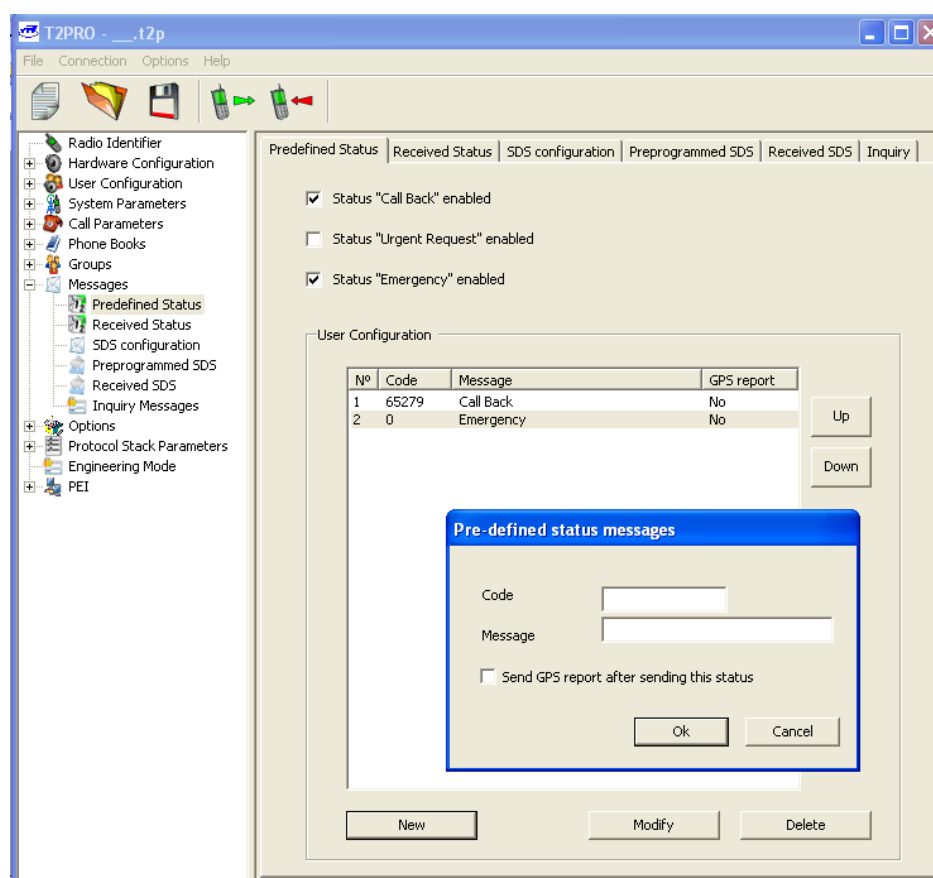 T2PRO - __.t2p
File Connection Options Help
Radio Identifier
Hardware Configuration
User Configuration
System Parameters
Call Parameters
Phone Books
Groups
Messages
Predefined Status
Received Status
SDS configuration
Preprogrammed SDS
Received SDS
Inquiry Messages
Options
Protocol Stack Parameters
Engineering Mode
PEI
Predefined Status Received Status SDS configuration Preprogrammed SDS Received SDS Inquiry
Status "Call Back" enabled
Status "Urgent Request" enabled
Status "Emergency" enabled
User Configuration
Nº Code Message GPS report
1 65279 Call Back No
2 0 Emergency No
Up
Down
Pre-defined status messages
Code
Message
Send GPS report after sending this status
Ok Cancel
New Modify Delete